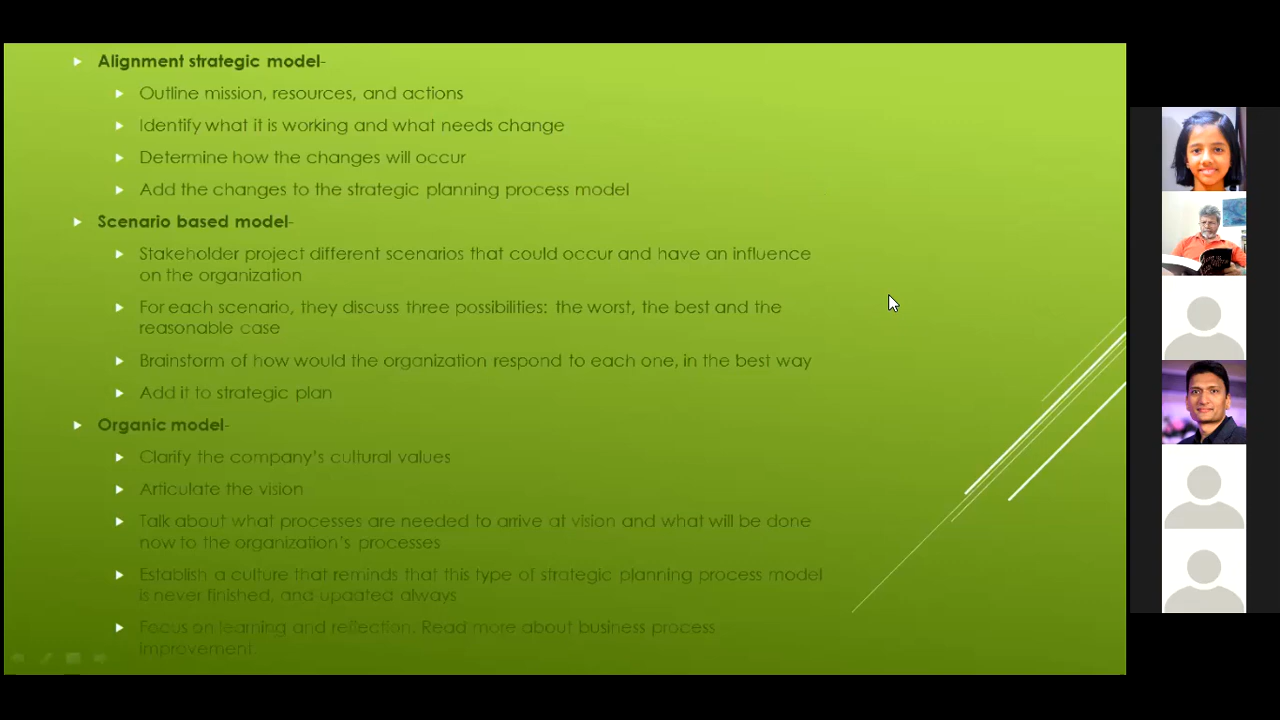 Alignment strategic model-
Outline mission, resources, and actions
Identify what it is working and what needs change
Determine how the changes will occur
Add the changes to the strategic planning process model
Scenario based model-
Stakeholder project different scenarios that could occur and have an influence
on the organization
For each scenario, they discuss three possibilities: the worst, the best and the
reasonable case
Brainstorm of how would the organization respond to each one, in the best way
Add it to strategic plan
Organic model-
Clarify the company's cultural values
Articulate the vision
Talk about what processes are needed to arrive at vision and what will be done
now to the organization's processes
Establish a culture that reminds that this type of strategic planning process model
is never finished, and updated always
Focus on learning and reflection. Read more about business process
improvement